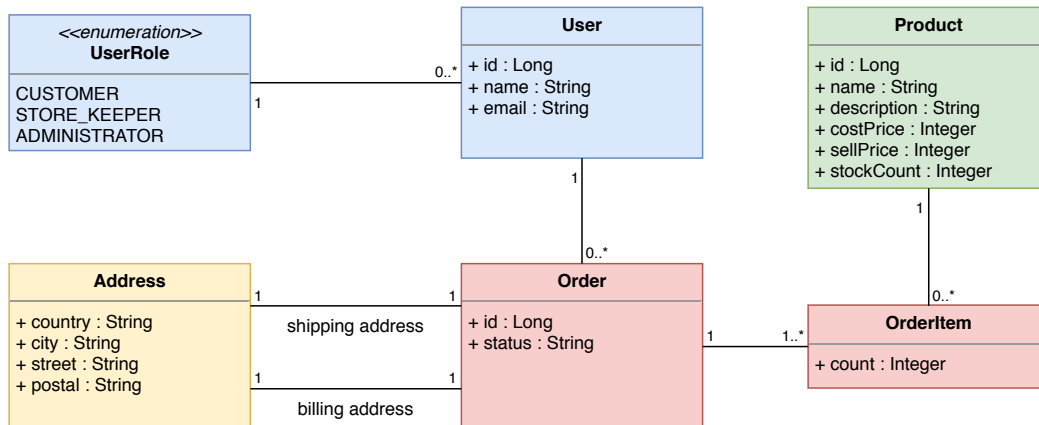 <<enumeration>>
UserRole
CUSTOMER
STORE_KEEPER
ADMINISTRATOR
1
0..*
User
+ id : Long
+ name : String
+ email : String
1
0..*
Product
+ id : Long
+ name : String
+ description : String
+ costPrice : Integer
+ sellPrice : Integer
+ stockCount : Integer
1
0..*
Address
+ country : String
+ city : String
+ street : String
+ postal : String
1
1
shipping address
1
1
billing address
Order
+ id : Long
+ status : String
1
1..*
OrderItem
+ count : Integer